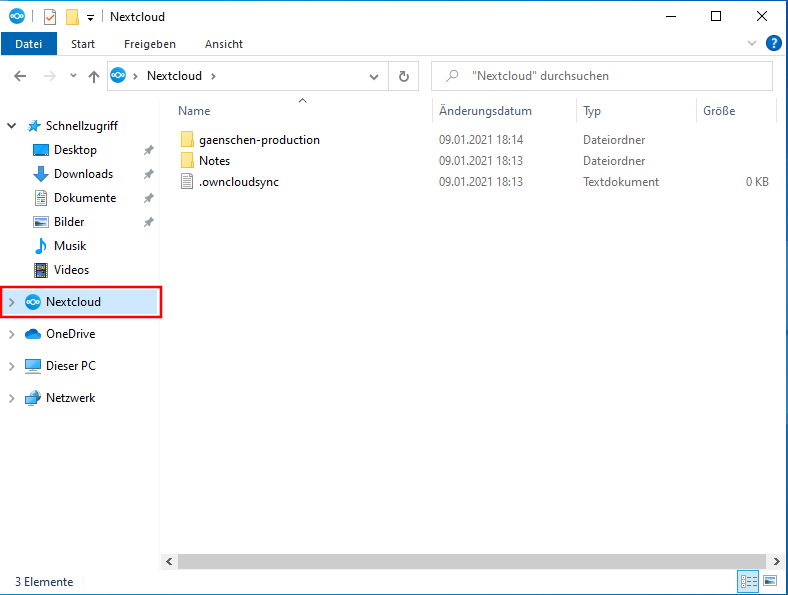 Nextcloud
Datei Start Freigeben Ansicht
Nextcloud "Nextcloud" durchsuchen
Name Änderungsdatum Typ Größe
Schnellzugriff
Desktop
Downloads
Dokumente
Bilder
Musik
Videos
Nextcloud
OneDrive
Dieser PC
Netzwerk
gaenschen-production 09.01.2021 18:14 Dateiordner
Notes 09.01.2021 18:13 Dateiordner
.owncloudsync 09.01.2021 18:13 Textdokument 0 KB
3 Elemente